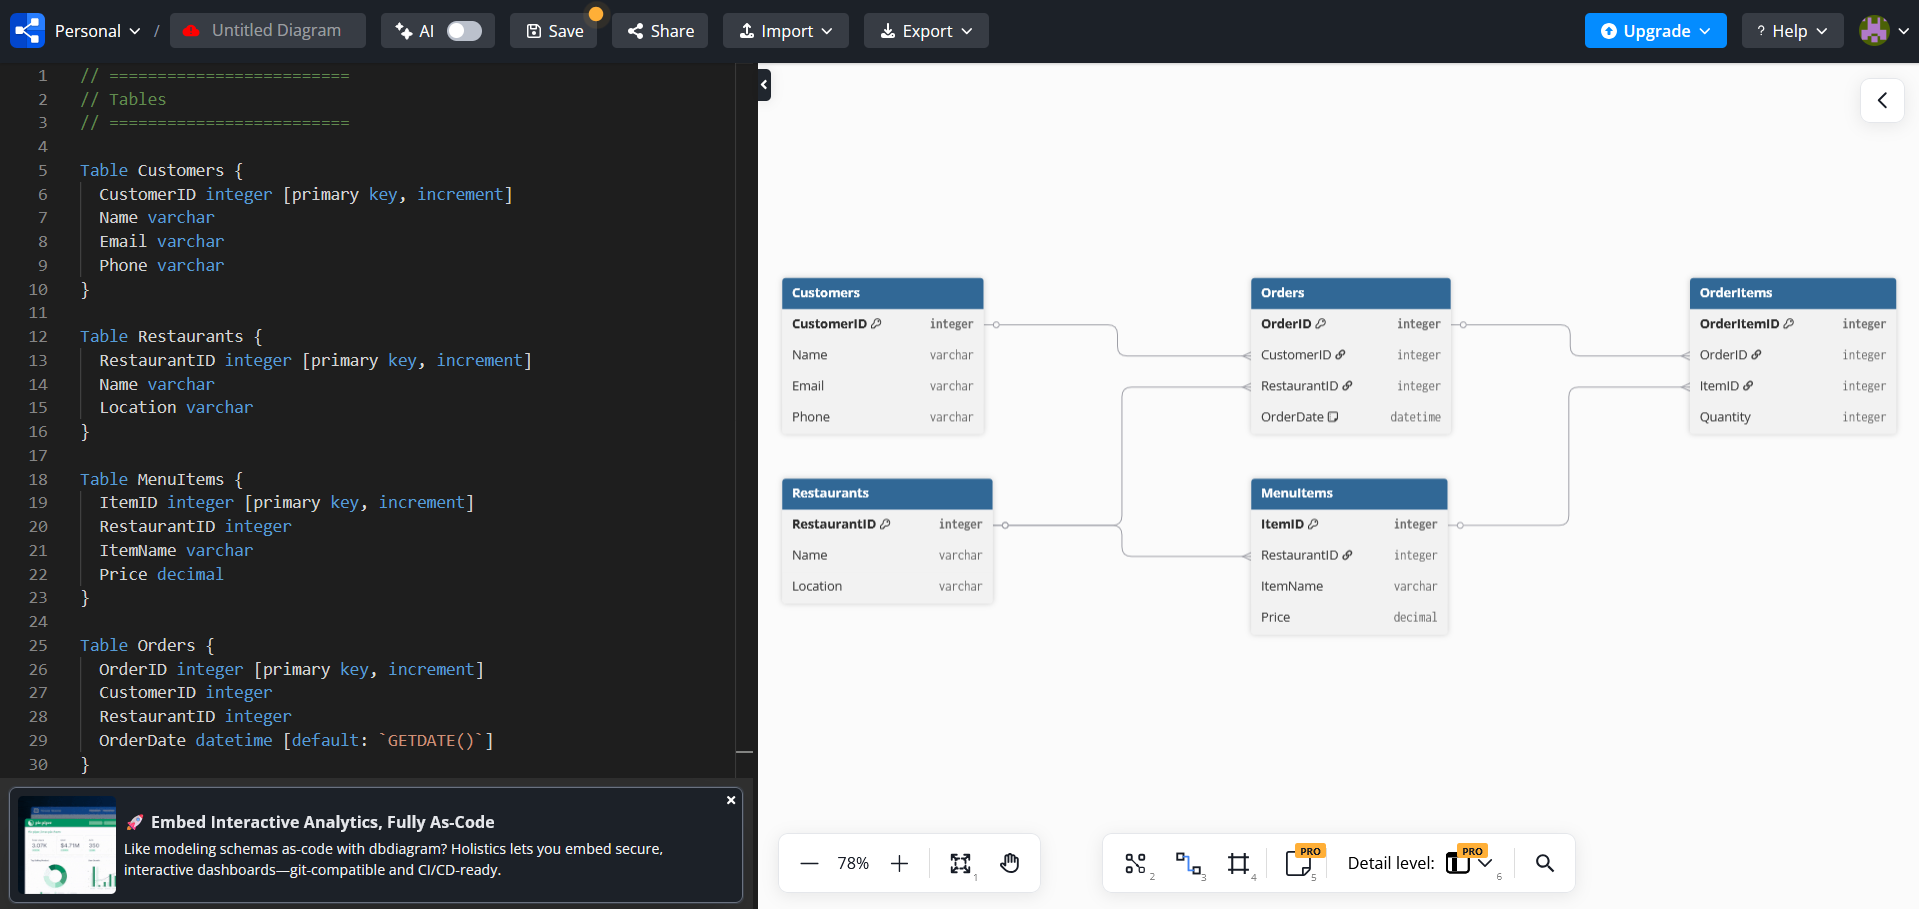 Personal / Untitled Diagram AI Save Share Import Export Upgrade ? Help
1 // =========================
2 // Tables
3 // =========================
4
5 Table Customers {
6 CustomerID integer [primary key, increment]
7 Name varchar
8 Email varchar
9 Phone varchar
10 }
11
12 Table Restaurants {
13 RestaurantID integer [primary key, increment]
14 Name varchar
15 Location varchar
16 }
17
18 Table MenuItems {
19 ItemID integer [primary key, increment]
20 RestaurantID integer
21 ItemName varchar
22 Price decimal
23 }
24
25 Table Orders {
26 OrderID integer [primary key, increment]
27 CustomerID integer
28 RestaurantID integer
29 OrderDate datetime [default: `GETDATE()`]
30 }
🚀 Embed Interactive Analytics, Fully As-Code
Like modeling schemas as-code with dbdiagram? Holistics lets you embed secure,
interactive dashboards—git-compatible and CI/CD-ready.
Customers
CustomerID integer
Name varchar
Email varchar
Phone varchar
Restaurants
RestaurantID integer
Name varchar
Location varchar
Orders
OrderID integer
CustomerID integer
RestaurantID integer
OrderDate datetime
MenuItems
ItemID integer
RestaurantID integer
ItemName varchar
Price decimal
OrderItems
OrderItemID integer
OrderID integer
ItemID integer
Quantity integer
78% 1
2 3 4 PRO 5 Detail level: PRO 6